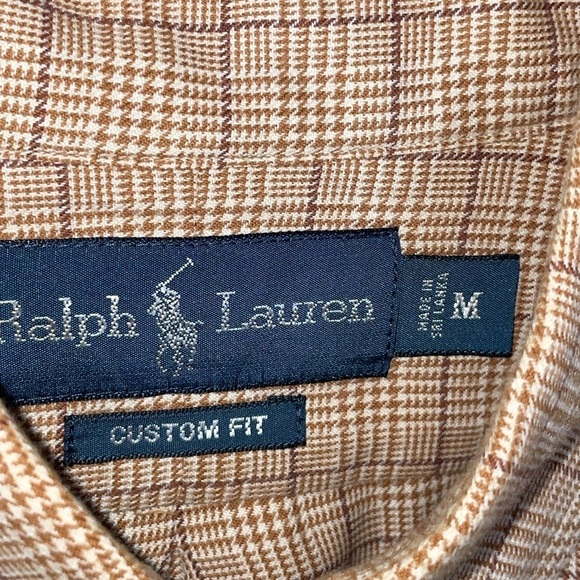 Ralph Lauren
MADE IN
SRI LANKA
M
CUSTOM FIT